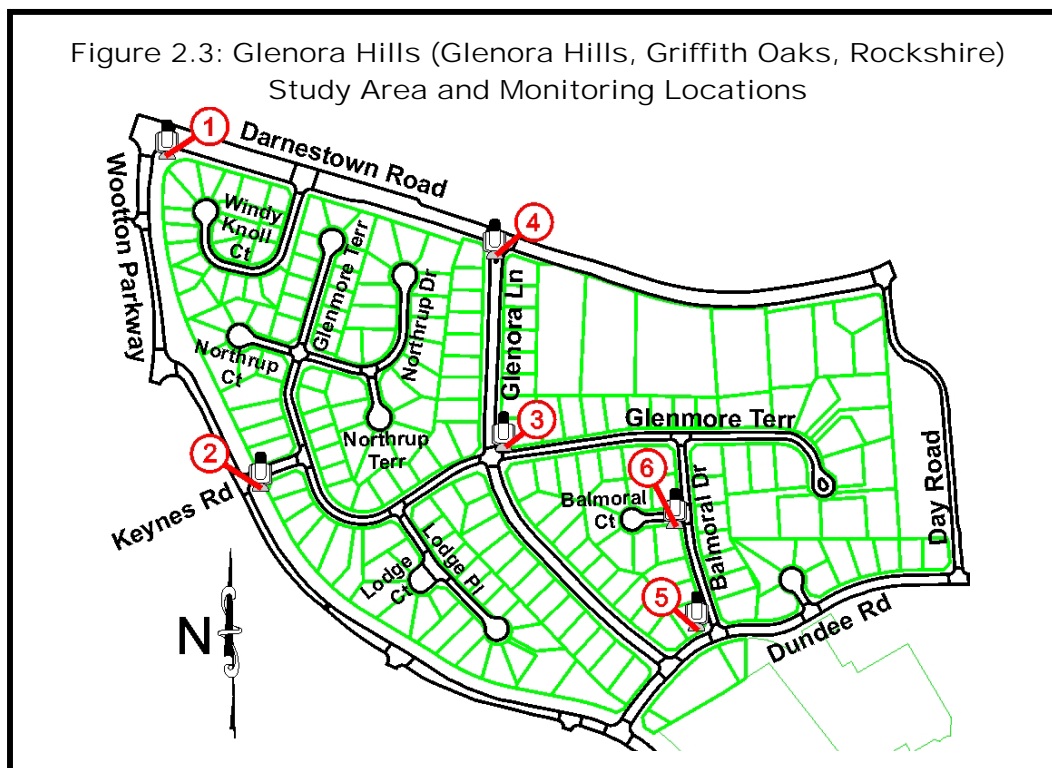 Figure 2.3: Glenora Hills (Glenora Hills, Griffith Oaks, Rockshire)
Study Area and Monitoring Locations
1
Darnestown Road
Wootton Parkway
Windy
Knoll
Ct
Glenmore Terr
4
Northrup Dr
Glenora Ln
Northrup
Ct
Northrup
Terr
3
Glenmore Terr
2
Keynes Rd
6
Balmoral
Ct
Balmoral Dr
Day Road
Lodge Pl
Lodge
Ct
5
Dundee Rd
N